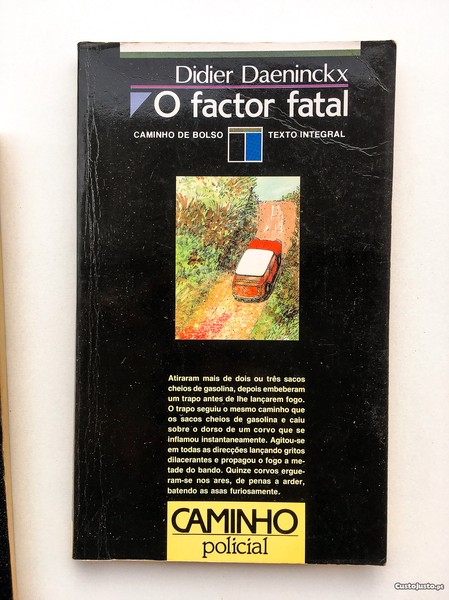 Didier Daeninckx
O factor fatal
CAMINHO DE BOLSO TEXTO INTEGRAL
Atiraram mais de dois ou três sacos
cheios de gasolina, depois embeberam
um trapo antes de lhe lançarem fogo.
O trapo seguiu o mesmo caminho que
os sacos cheios de gasolina e caiu
sobre o dorso de um corvo que se
inflamou instantaneamente. Agitou-se
em todas as direcções lançando gritos
dilacerantes e propagou o fogo a me-
tade do bando. Quinze corvos ergue-
ram-se nos ares, de penas a arder,
batendo as asas furiosamente.
CAMINHO
policial
Custojusto.pt